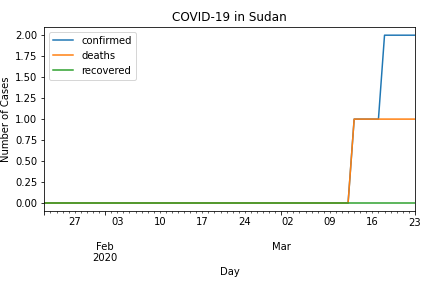 COVID-19 in Sudan
confirmed
deaths
recovered
Number of Cases
2.00
1.75
1.50
1.25
1.00
0.75
0.50
0.25
0.00
27 03 10 17 24 02 09 16 23
Feb Mar
2020
Day